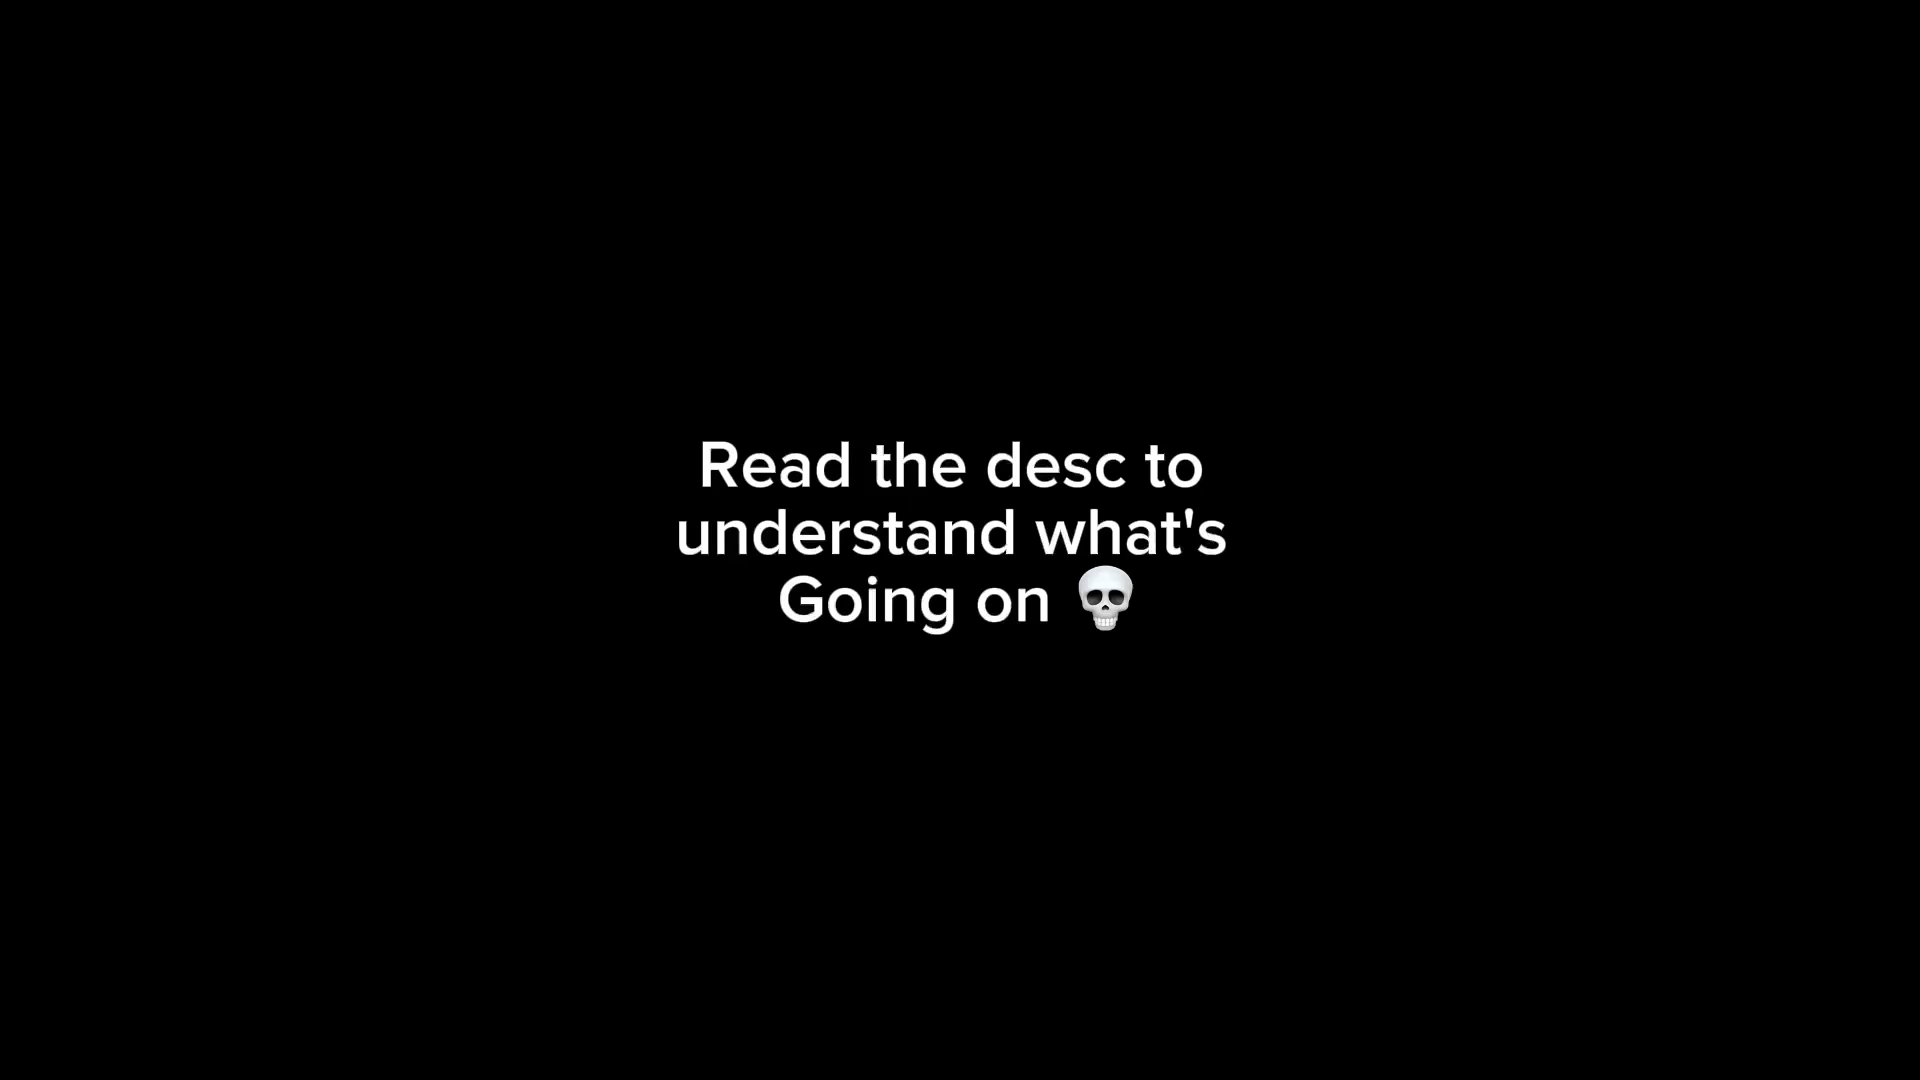 Read the desc to
understand what's
Going on 💀